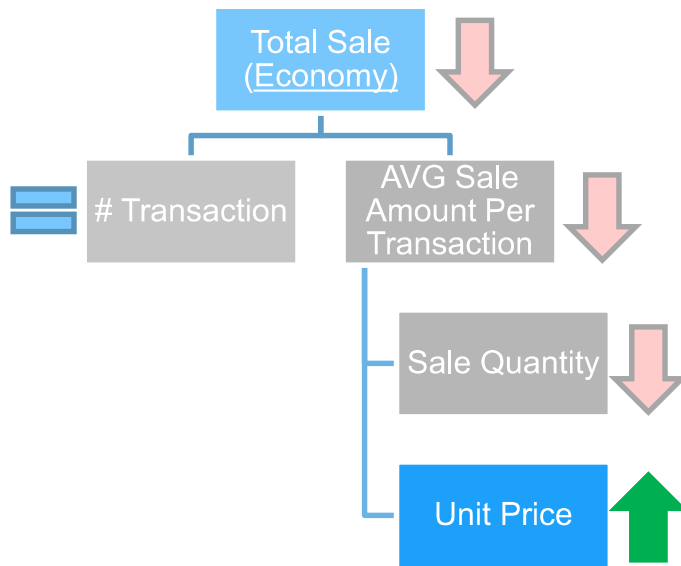 Total Sale
(Economy)
# Transaction
AVG Sale
Amount Per
Transaction
Sale Quantity
Unit Price